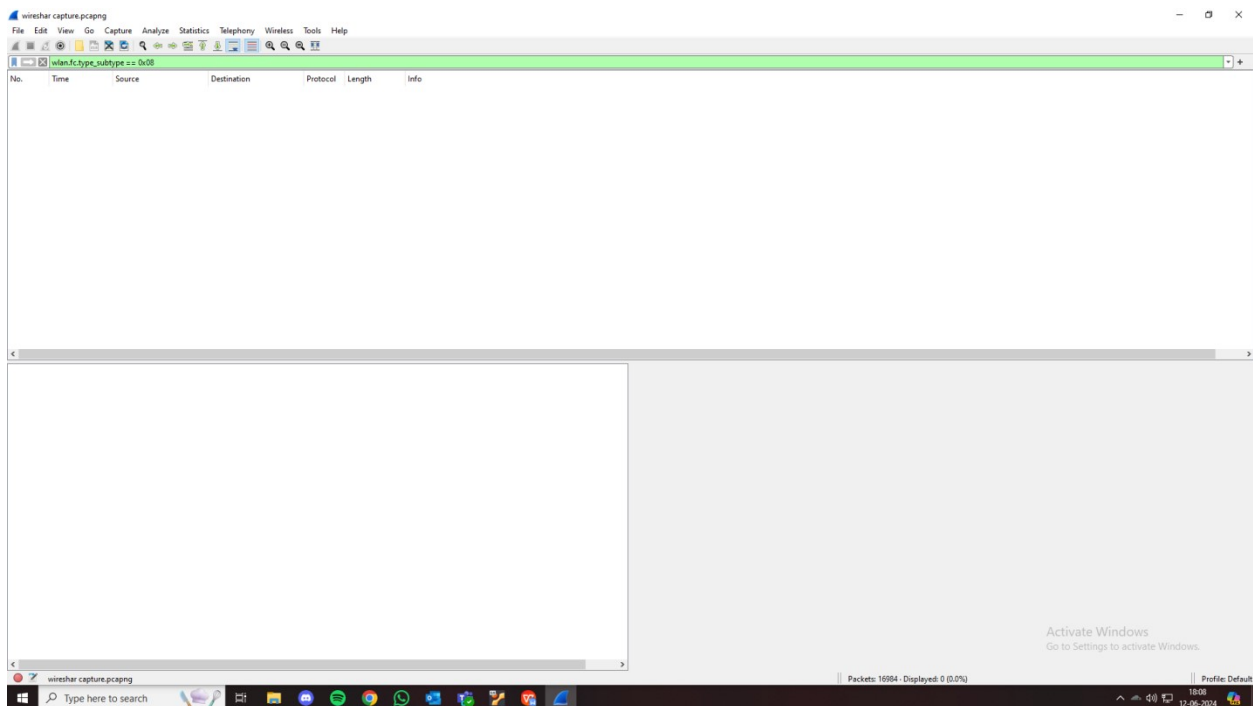 wireshar capture.pcapng
File Edit View Go Capture Analyze Statistics Telephony Wireless Tools Help
wlan.fc.type_subtype == 0x08
No. Time Source Destination Protocol Length Info
Activate Windows
Go to Settings to activate Windows.
wireshar capture.pcapng Packets: 16984 · Displayed: 0 (0.0%) Profile: Default
Type here to search 18:08
12-06-2024